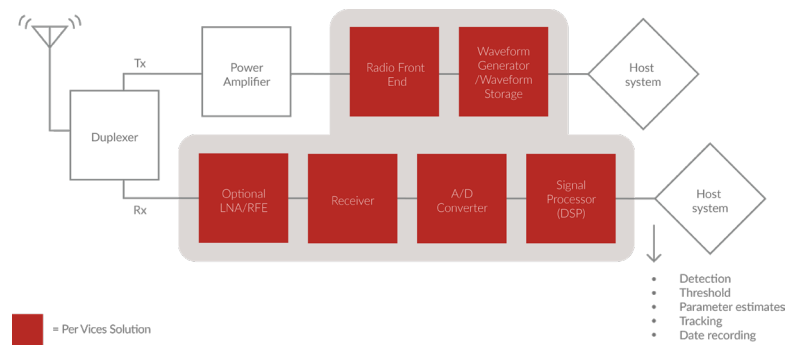 Tx
Power
Amplifier
Radio Front
End
Waveform
Generator
/Waveform
Storage
Host
system
Duplexer
Rx
Optional
LNA/RFE
Receiver
A/D
Converter
Signal
Processor
(DSP)
Host
system
• Detection
• Threshold
• Parameter estimates
• Tracking
• Date recording
= Per Vices Solution